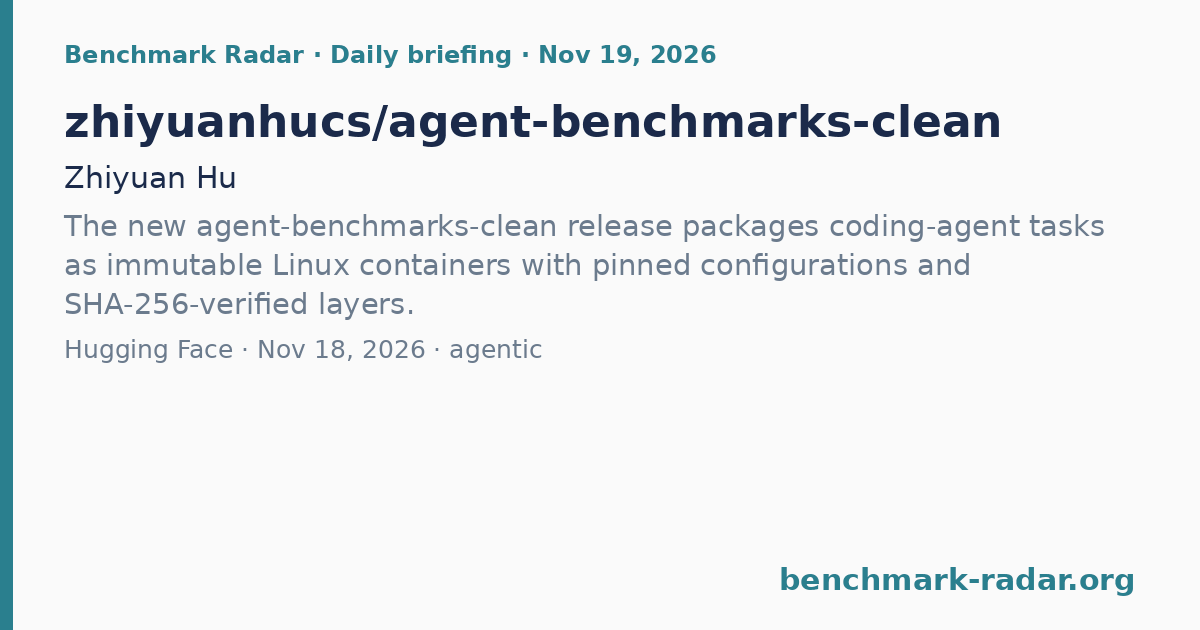 Benchmark Radar · Daily briefing · Nov 19, 2026
zhiyuanhucs/agent-benchmarks-clean
Zhiyuan Hu
The new agent-benchmarks-clean release packages coding-agent tasks
as immutable Linux containers with pinned configurations and
SHA-256-verified layers.
Hugging Face · Nov 18, 2026 · agentic
benchmark-radar.org